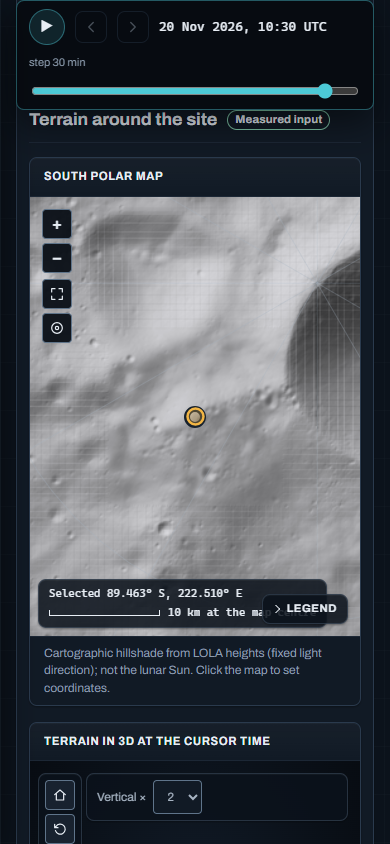 20 Nov 2026, 10:30 UTC
step 30 min
Terrain around the site
Measured input
SOUTH POLAR MAP
+
−
Selected 89.463° S, 222.510° E
10 km at the map
LEGEND
Cartographic hillshade from LOLA heights (fixed light
direction); not the lunar Sun. Click the map to set
coordinates.
TERRAIN IN 3D AT THE CURSOR TIME
Vertical ×
2